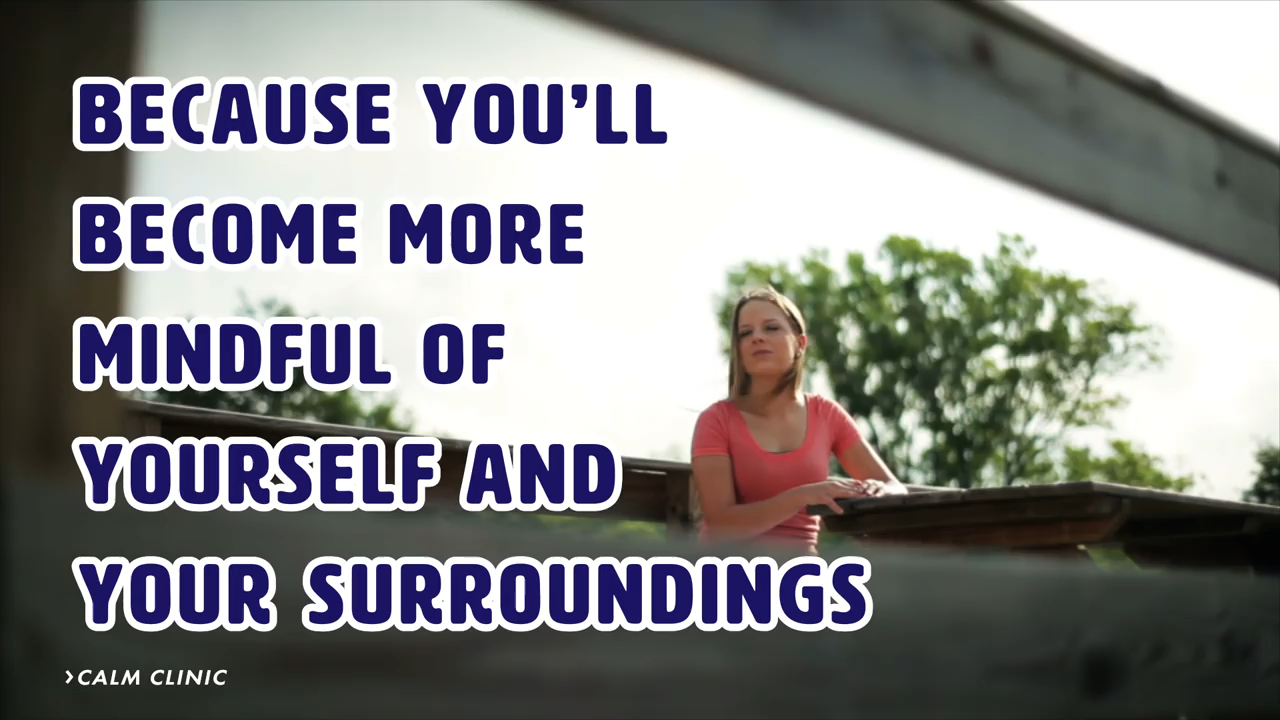 BECAUSE YOU’LL
BECOME MORE
MINDFUL OF
YOURSELF AND
YOUR SURROUNDINGS
›CALM CLINIC